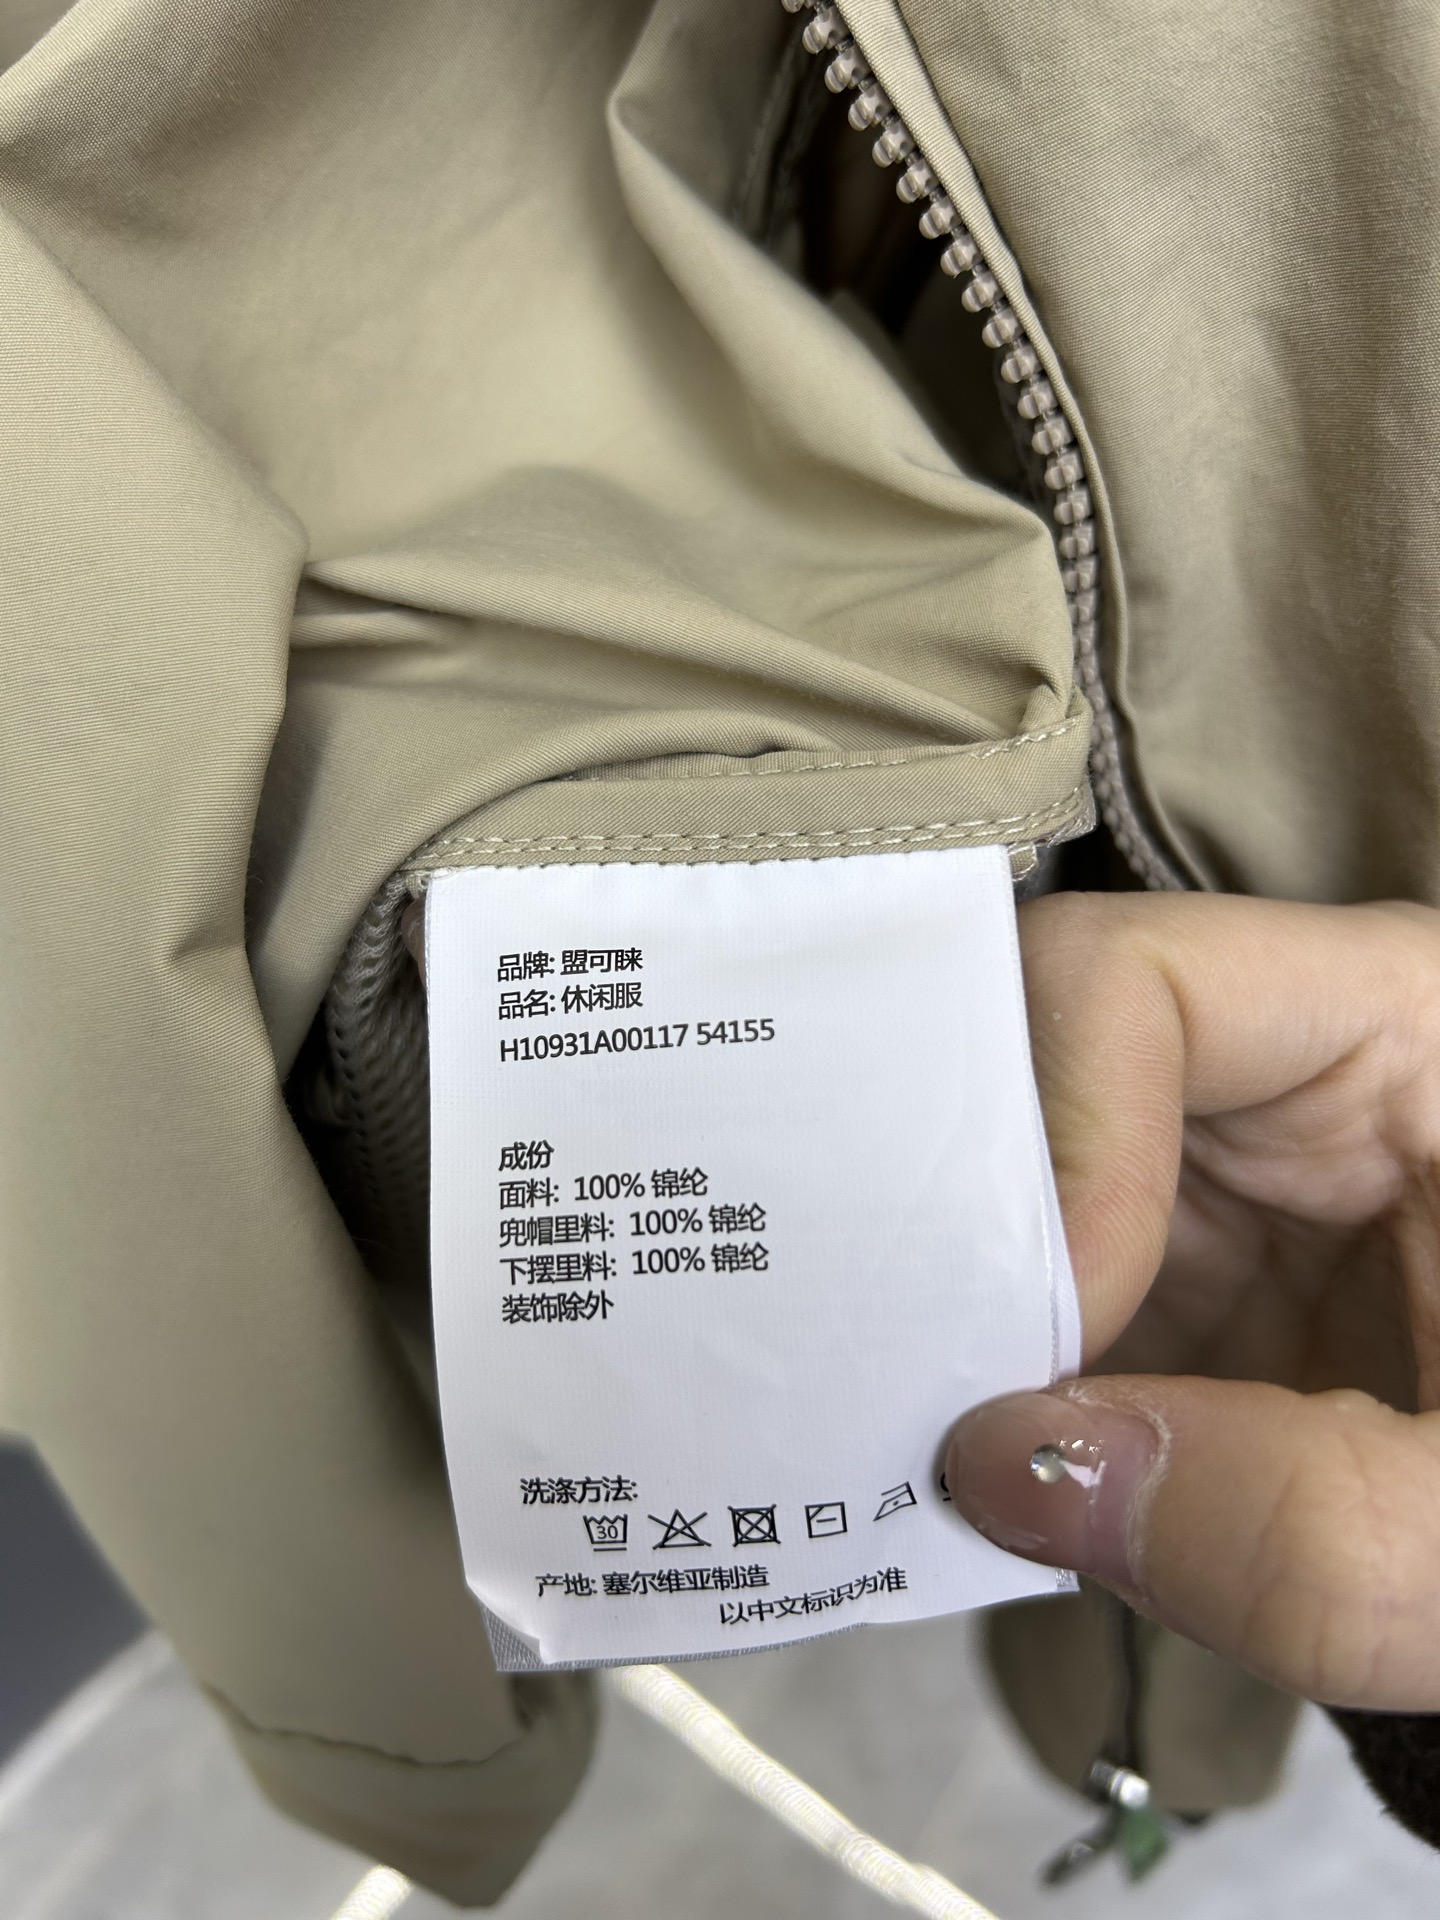 品牌: 盟可睐
品名: 休闲服
H10931A00117 54155
成份
面料: 100% 锦纶
兜帽里料: 100% 锦纶
下摆里料: 100% 锦纶
装饰除外
洗涤方法:
30
产地: 塞尔维亚制造
以中文标识为准